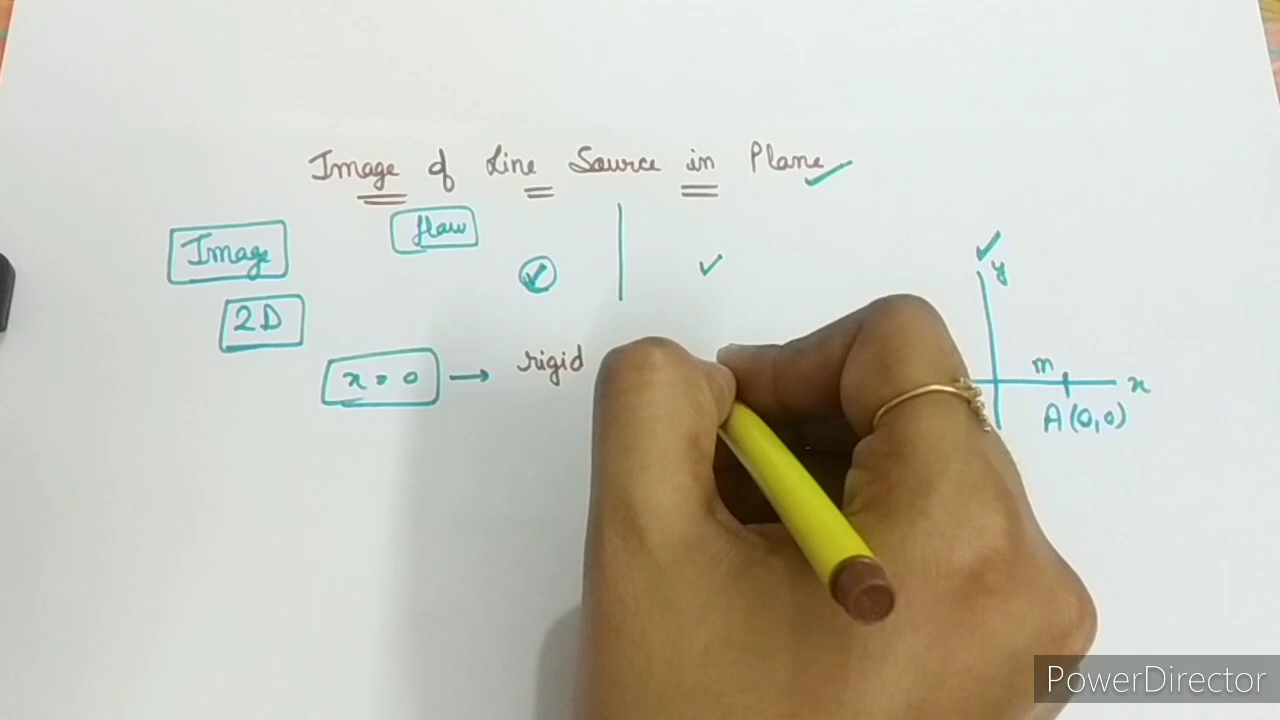 Image of Line Source in Plane
Image
flow
2D
x = 0 → rigid
y
m
x
A(0,0)
PowerDirector